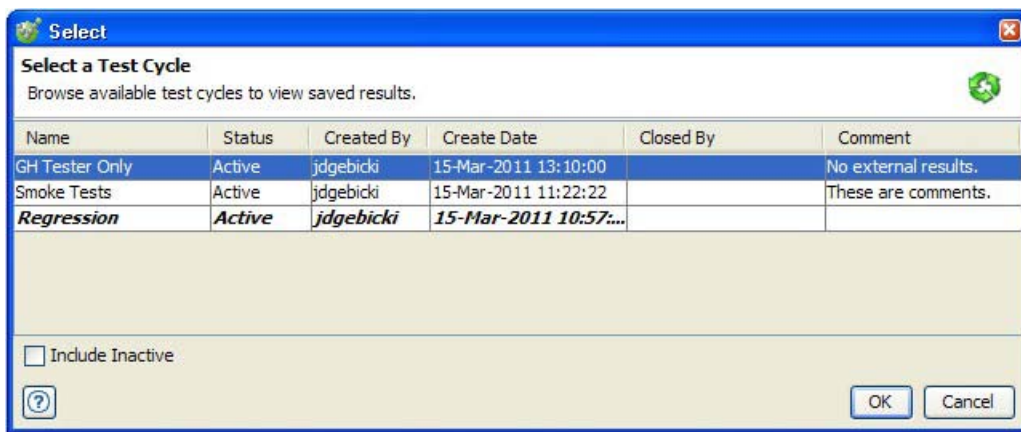 Select
Select a Test Cycle
Browse available test cycles to view saved results.
Name Status Created By Create Date Closed By Comment
GH Tester Only Active jdgebicki 15-Mar-2011 13:10:00 No external results.
Smoke Tests Active jdgebicki 15-Mar-2011 11:22:22 These are comments.
Regression Active jdgebicki 15-Mar-2011 10:57:...
Include Inactive
?
OK Cancel